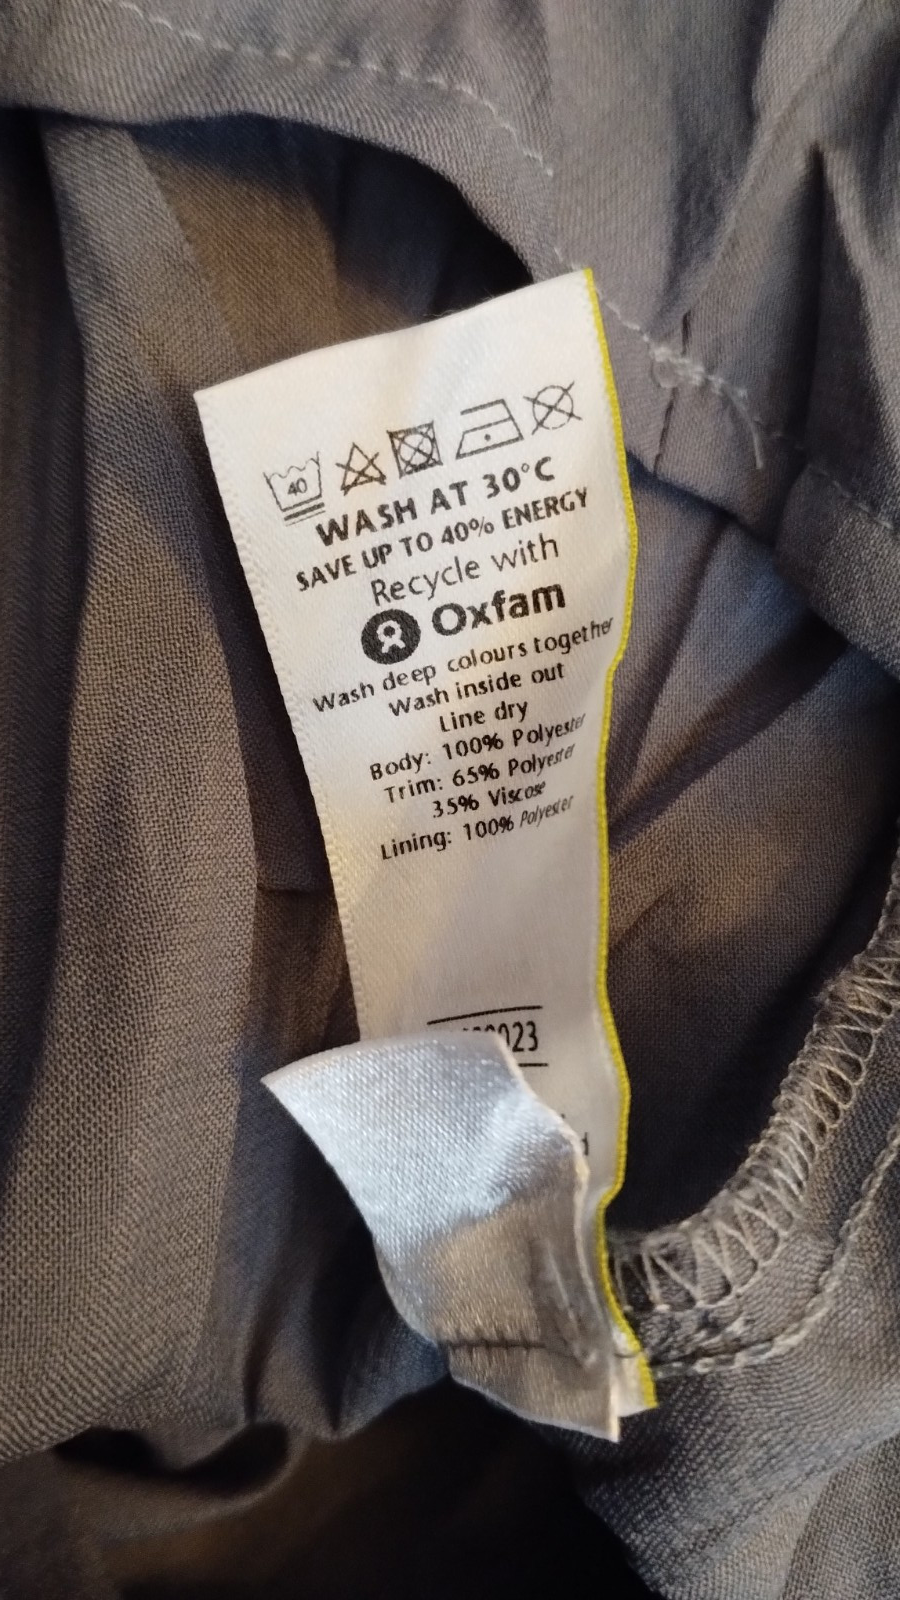 40
WASH AT 30°C
SAVE UP TO 40% ENERGY
Recycle with
Oxfam
Wash deep colours together
Wash inside out
Line dry
Body: 100% Polyester
Trim: 65% Polyester
35% Viscose
Lining: 100% Polyester